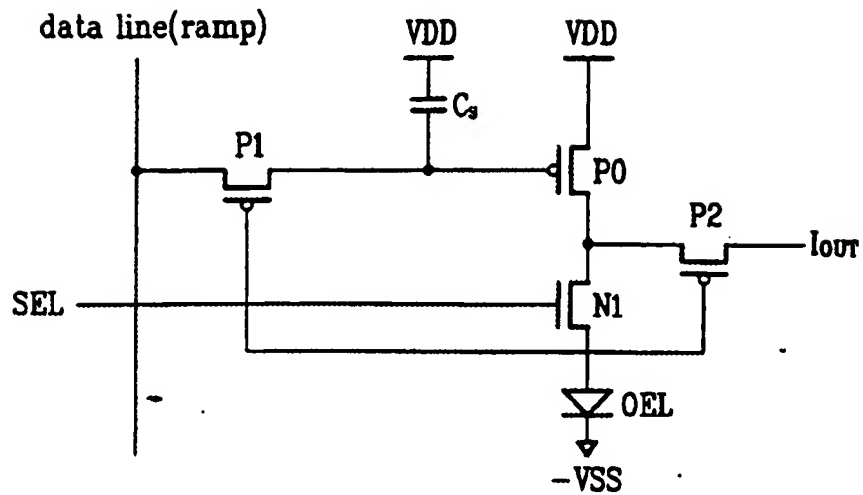 data line(ramp)
VDD
VDD
Cs
P1
P0
P2
IOUT
SEL
N1
OEL
-VSS